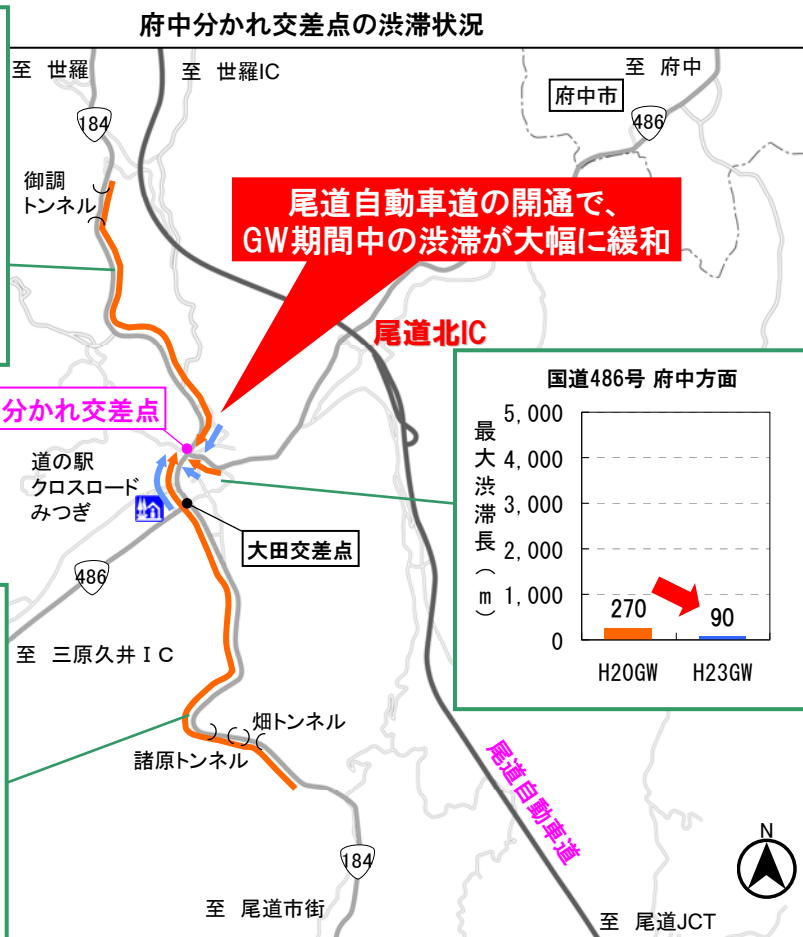 府中分かれ交差点の渋滞状況
至 世羅
至 世羅IC
至 府中
府中市
184
486
御調
トンネル
尾道自動車道の開通で、
GW期間中の渋滞が大幅に緩和
尾道北IC
分かれ交差点
道の駅
クロスロード
みつぎ
大田交差点
486
至 三原久井IC
国道486号 府中方面
最大渋滞長(m)
5,000
4,000
3,000
2,000
1,000
0
270
90
H20GW
H23GW
畑トンネル
諸原トンネル
尾道自動車道
184
N
至 尾道市街
至 尾道JCT